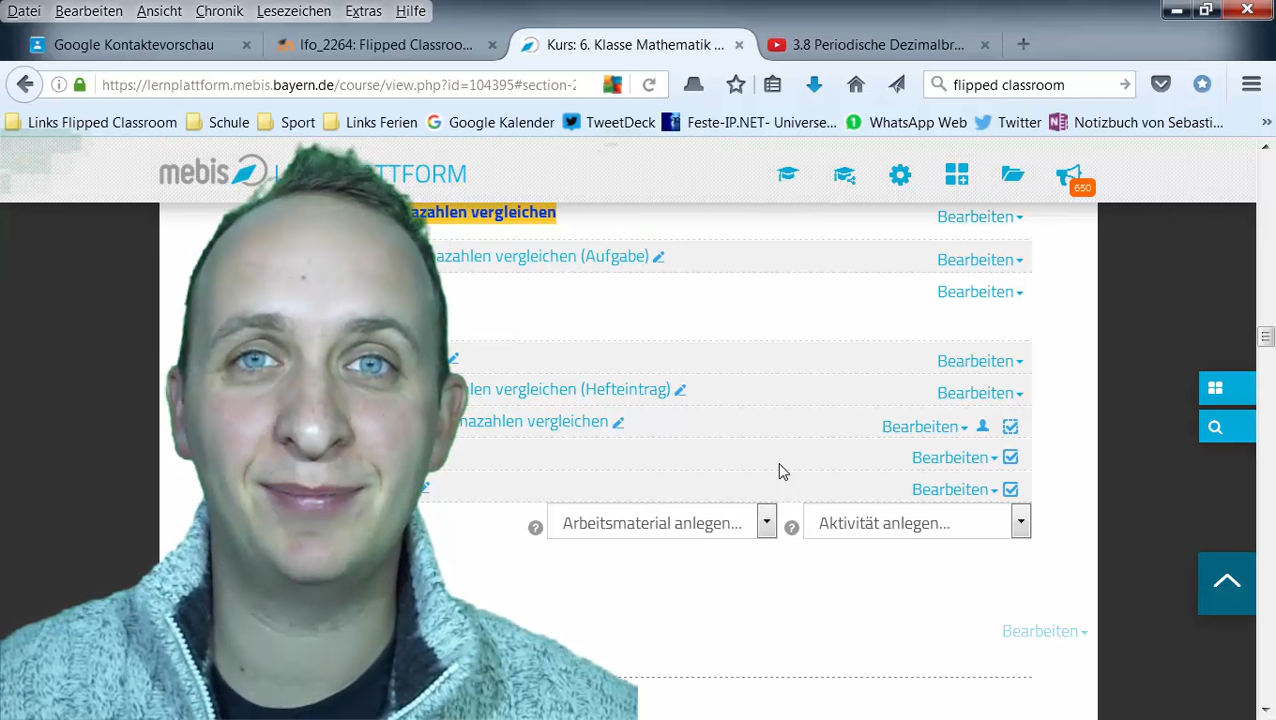 Datei Bearbeiten Ansicht Chronik Lesezeichen Extras Hilfe
Google Kontaktevorschau × lfo_2264: Flipped Classroo... × Kurs: 6. Klasse Mathematik ... × 3.8 Periodische Dezimalbr... × +
https://lernplattform.mebis.bayern.de/course/view.php?id=104395#section-2 flipped classroom
Links Flipped Classroom Schule Sport Links Ferien Google Kalender TweetDeck Feste-IP.NET- Universe... WhatsApp Web Twitter Notizbuch von Sebasti... »
mebis L TTFORM 650
azahlen vergleichen Bearbeiten
azahlen vergleichen (Aufgabe) Bearbeiten
Bearbeiten
Bearbeiten
len vergleichen (Hefteintrag) Bearbeiten
nazahlen vergleichen Bearbeiten
Bearbeiten
Bearbeiten
? Arbeitsmaterial anlegen... ? Aktivität anlegen...
Bearbeiten